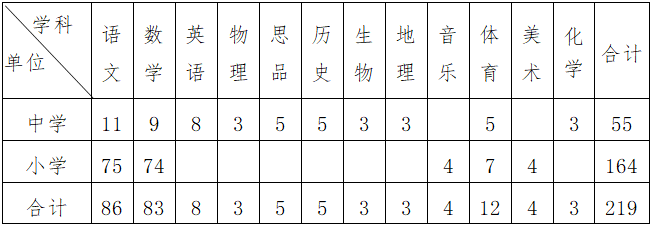 学科 语文 数学 英语 物理 思品 历史 生物 地理 音乐 体育 美术 化学 合计
单位
中学 11 9 8 3 5 5 3 3 5 3 55
小学 75 74 4 7 4 164
合计 86 83 8 3 5 5 3 3 4 12 4 3 219